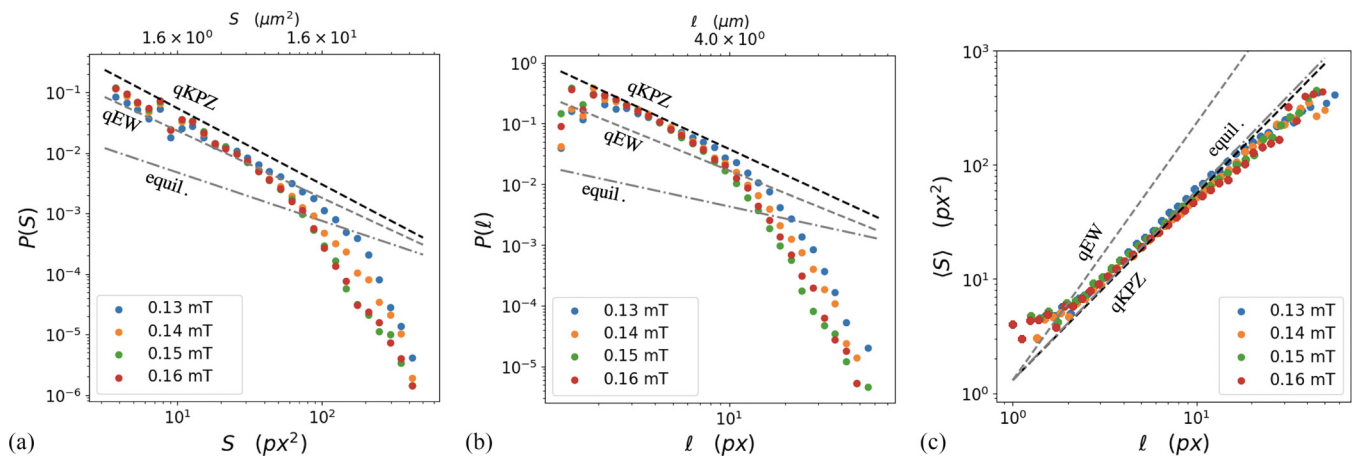 S (μm²)
1.6 × 10⁰ 1.6 × 10¹
10⁻¹
10⁻²
10⁻³
10⁻⁴
10⁻⁵
10⁻⁶
P(S)
qKPZ
qEW
equil.
0.13 mT
0.14 mT
0.15 mT
0.16 mT
10¹ 10²
(a) S (px²)
ℓ (μm)
4.0 × 10⁰
10⁰
10⁻¹
10⁻²
10⁻³
10⁻⁴
10⁻⁵
P(ℓ)
qKPZ
qEW
equil.
0.13 mT
0.14 mT
0.15 mT
0.16 mT
10¹
(b) ℓ (px)
10³
10²
10¹
10⁰
⟨S⟩ (px²)
equil.
qEW
qKPZ
0.13 mT
0.14 mT
0.15 mT
0.16 mT
10⁰ 10¹
(c) ℓ (px)